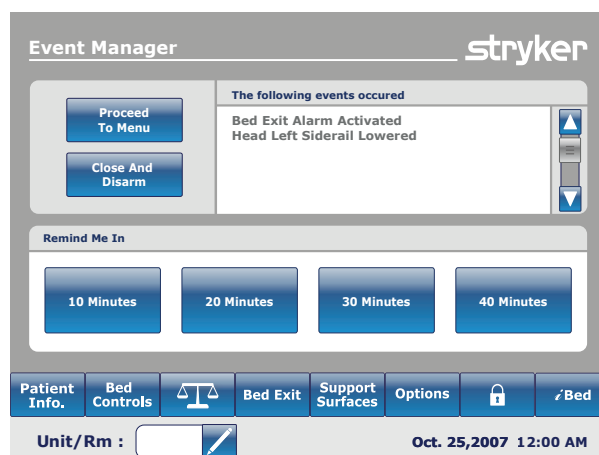 Event Manager
stryker
The following events occured
Proceed
To Menu
Bed Exit Alarm Activated
Head Left Siderail Lowered
Close And
Disarm
Remind Me In
10 Minutes
20 Minutes
30 Minutes
40 Minutes
Patient
Info.
Bed
Controls
Bed Exit
Support
Surfaces
Options
iBed
Unit/Rm :
Oct. 25,2007 12:00 AM